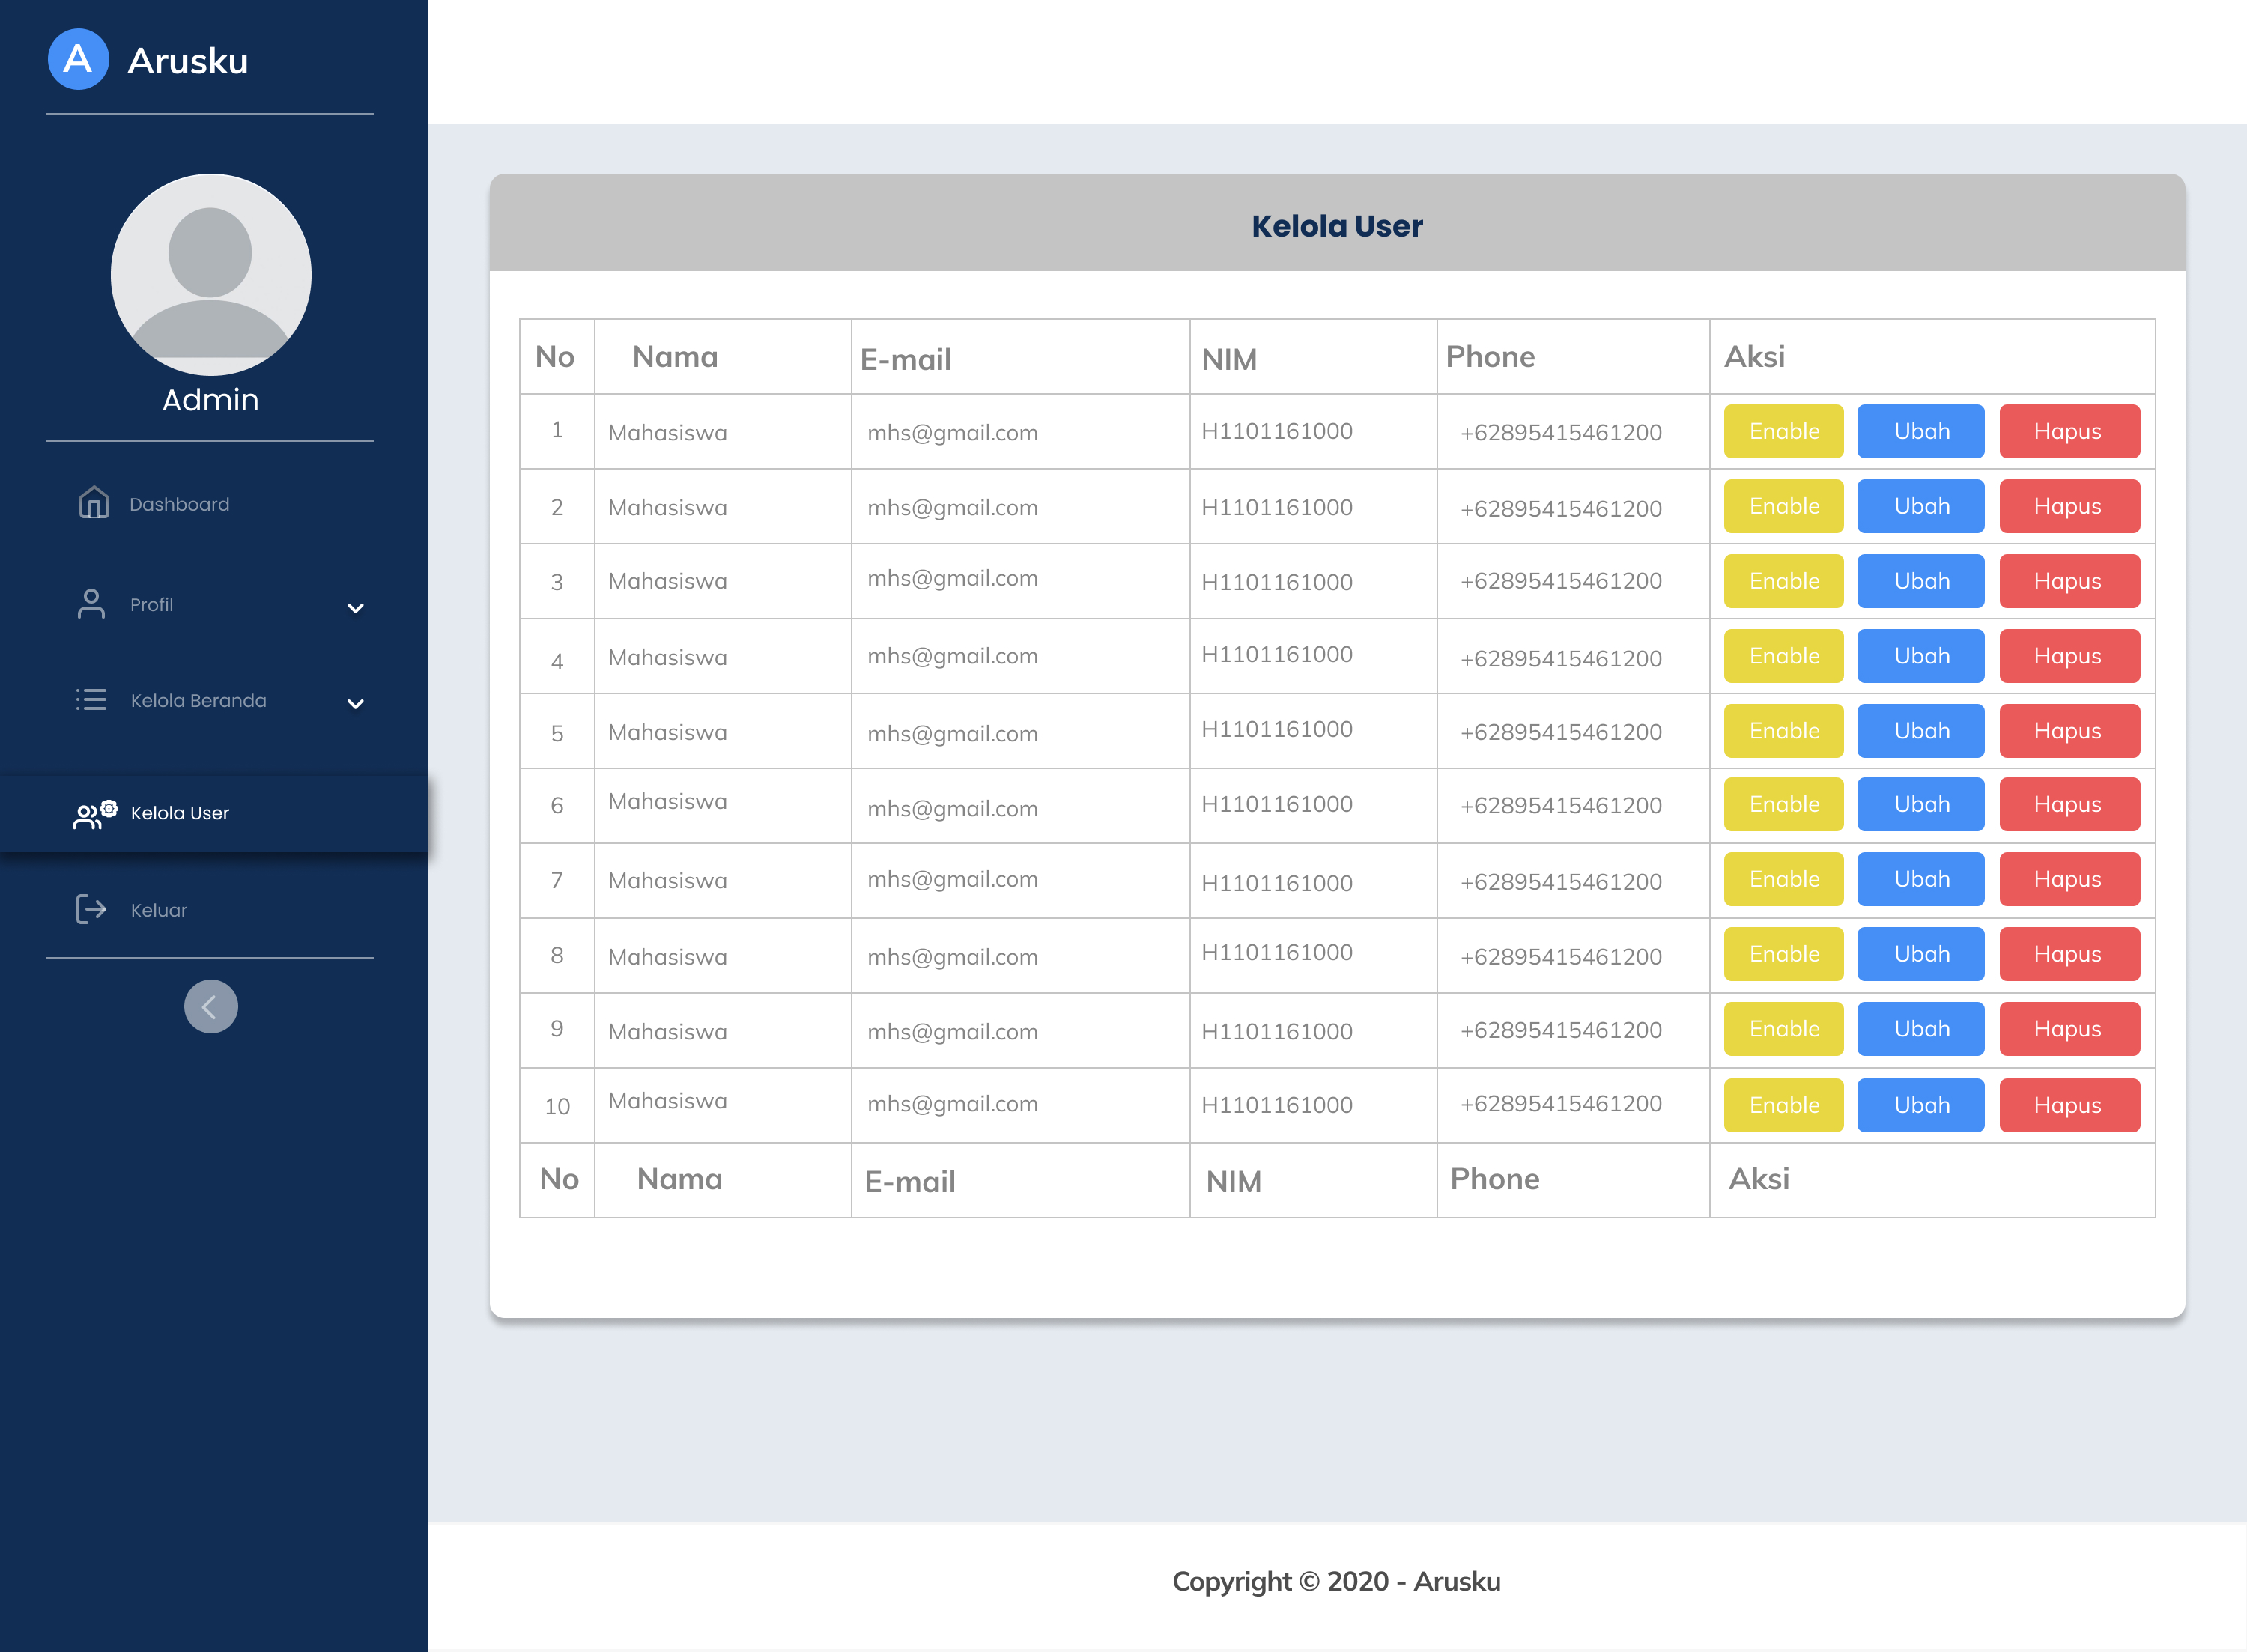 A Arusku
Admin
Dashboard
Profil
Kelola Beranda
Kelola User
Keluar
Kelola User
No Nama E-mail NIM Phone Aksi
1 Mahasiswa mhs@gmail.com H1101161000 +62895415461200 Enable Ubah Hapus
2 Mahasiswa mhs@gmail.com H1101161000 +62895415461200 Enable Ubah Hapus
3 Mahasiswa mhs@gmail.com H1101161000 +62895415461200 Enable Ubah Hapus
4 Mahasiswa mhs@gmail.com H1101161000 +62895415461200 Enable Ubah Hapus
5 Mahasiswa mhs@gmail.com H1101161000 +62895415461200 Enable Ubah Hapus
6 Mahasiswa mhs@gmail.com H1101161000 +62895415461200 Enable Ubah Hapus
7 Mahasiswa mhs@gmail.com H1101161000 +62895415461200 Enable Ubah Hapus
8 Mahasiswa mhs@gmail.com H1101161000 +62895415461200 Enable Ubah Hapus
9 Mahasiswa mhs@gmail.com H1101161000 +62895415461200 Enable Ubah Hapus
10 Mahasiswa mhs@gmail.com H1101161000 +62895415461200 Enable Ubah Hapus
No Nama E-mail NIM Phone Aksi
Copyright © 2020 - Arusku